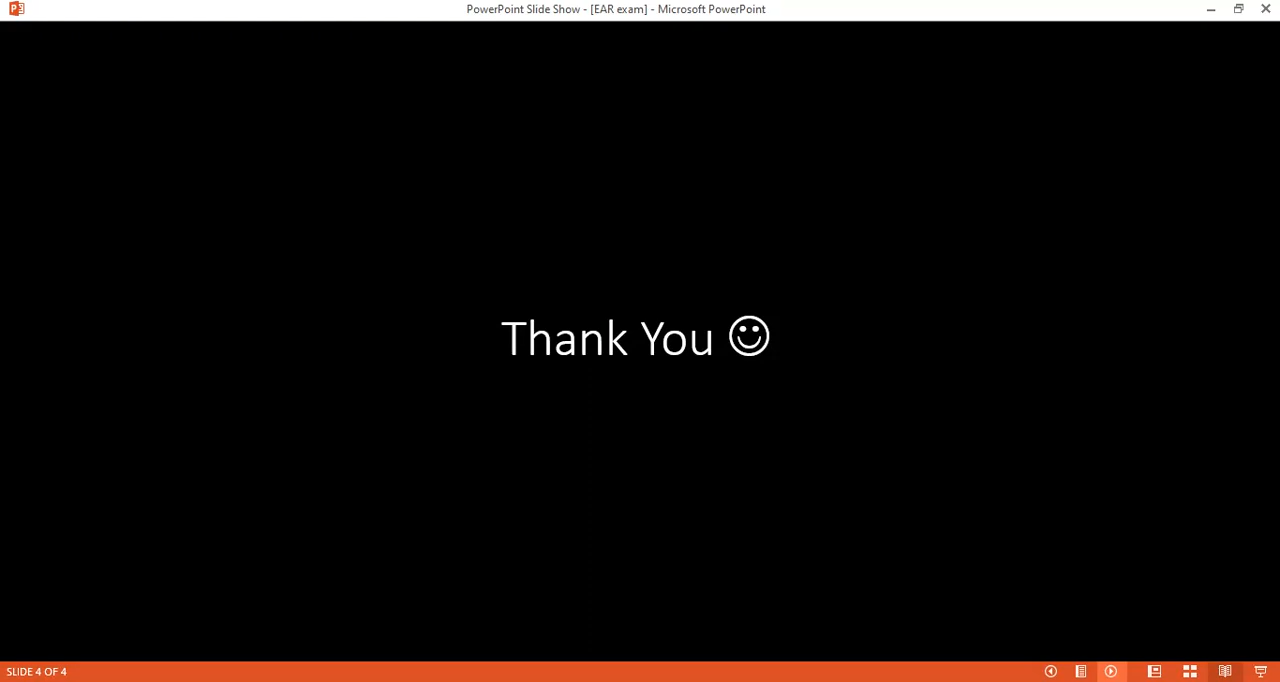 PowerPoint Slide Show - [EAR exam] - Microsoft PowerPoint
Thank You ☺
SLIDE 4 OF 4